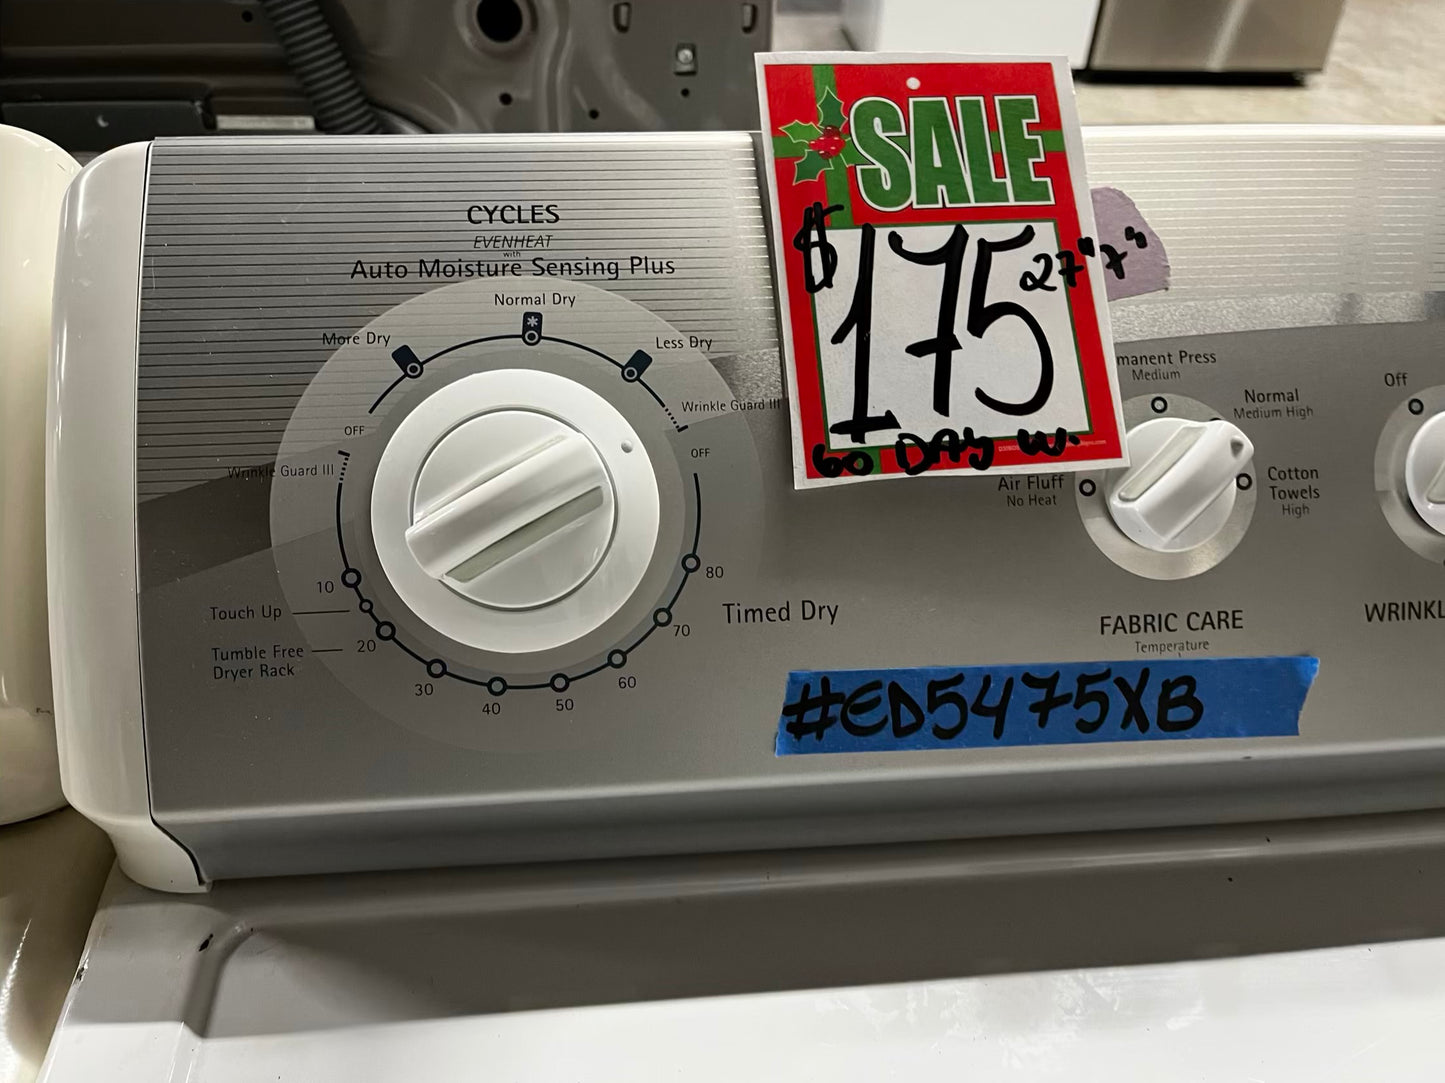 SALE
$175
27"7"
60 DAY W.
CYCLES
EVENHEAT
with
Auto Moisture Sensing Plus
Normal Dry
*
More Dry
Less Dry
Wrinkle Guard III
OFF
OFF
Wrinkle Guard III
10
Touch Up
20
Tumble Free
Dryer Rack
30
40
50
60
70
80
Timed Dry
manent Press
Medium
Normal
Medium High
Cotton
Towels
High
Air Fluff
No Heat
FABRIC CARE
Temperature
Off
WRINKL
#ED5475XB